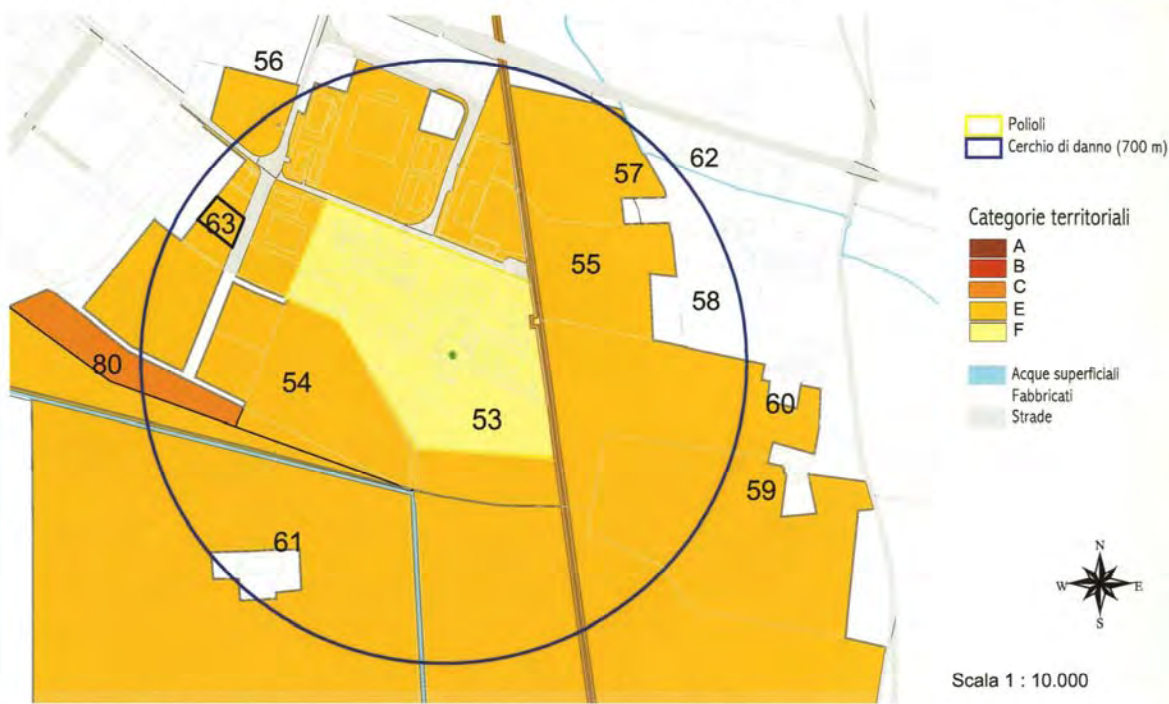 56
62
57
63
55
58
80
54
60
53
59
61
Polioli
Cerchio di danno (700 m)
Categorie territoriali
A
B
C
E
F
Acque superficiali
Fabbricati
Strade
N
W E
S
Scala 1 : 10.000